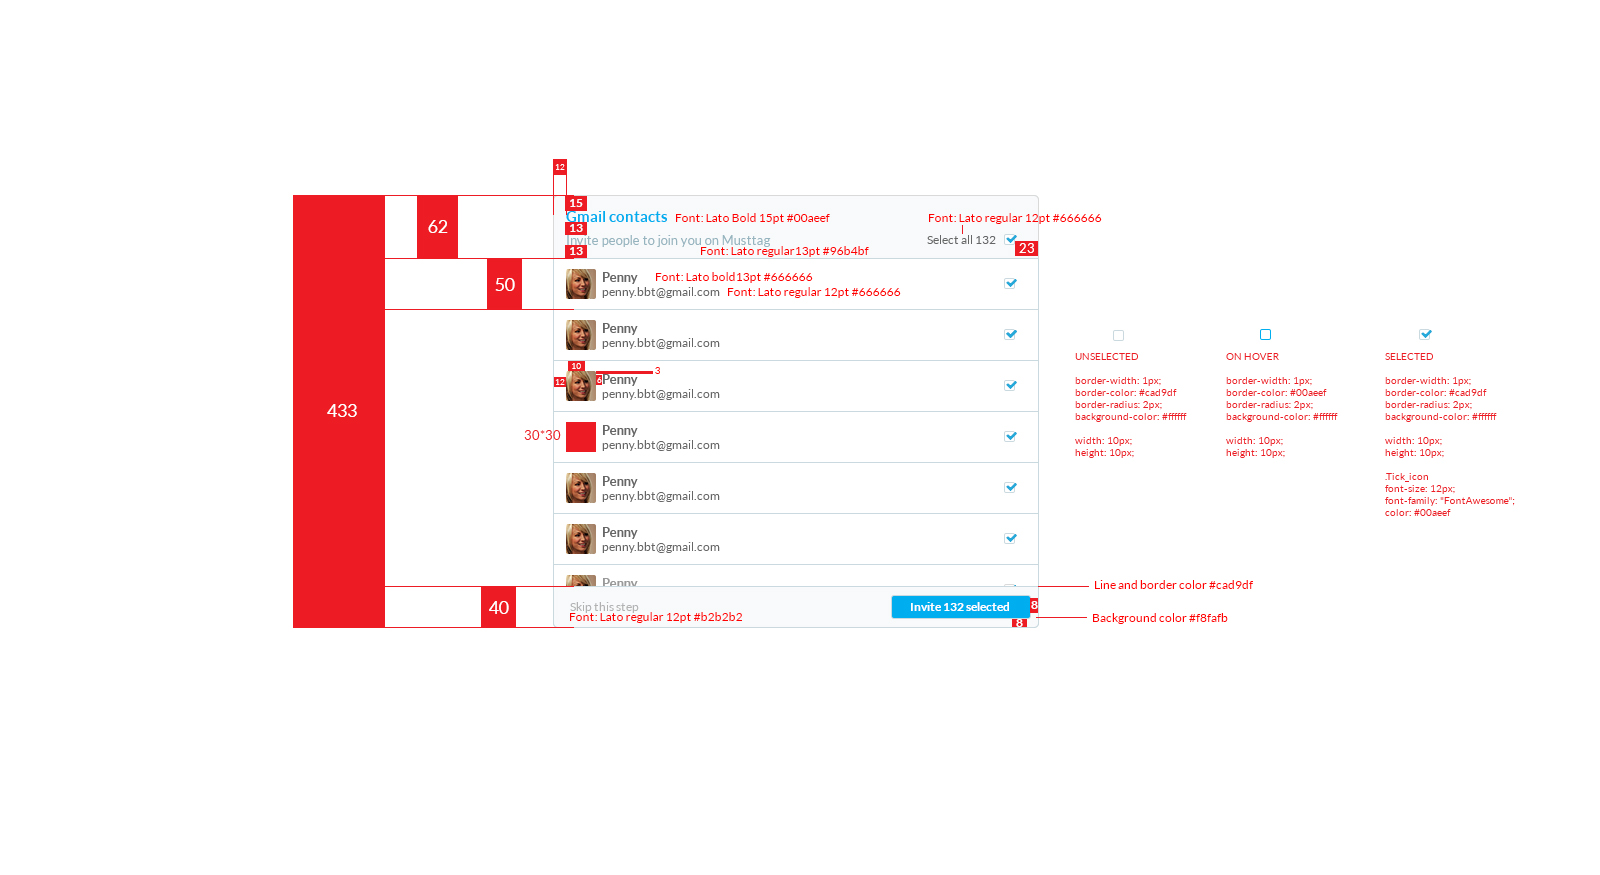 12
15
Gmail contacts
Font: Lato Bold 15pt #00aeef
Font: Lato regular 12pt #666666
62
13
Invite people to join you on Musttag
Select all 132
13
Font: Lato regular13pt #96b4bf
23
50
Penny
Font: Lato bold13pt #666666
penny.bbt@gmail.com
Font: Lato regular 12pt #666666
Penny
penny.bbt@gmail.com
10
3
12
6
Penny
penny.bbt@gmail.com
433
30*30
Penny
penny.bbt@gmail.com
Penny
penny.bbt@gmail.com
Penny
penny.bbt@gmail.com
Penny
40
Skip this step
Invite 132 selected
8
Font: Lato regular 12pt #b2b2b2
8
UNSELECTED
border-width: 1px;
border-color: #cad9df
border-radius: 2px;
background-color: #ffffff
width: 10px;
height: 10px;
ON HOVER
border-width: 1px;
border-color: #00aeef
border-radius: 2px;
background-color: #ffffff
width: 10px;
height: 10px;
SELECTED
border-width: 1px;
border-color: #cad9df
border-radius: 2px;
background-color: #ffffff
width: 10px;
height: 10px;
.Tick_icon
font-size: 12px;
font-family: "FontAwesome";
color: #00aeef
Line and border color #cad9df
Background color #f8fafb